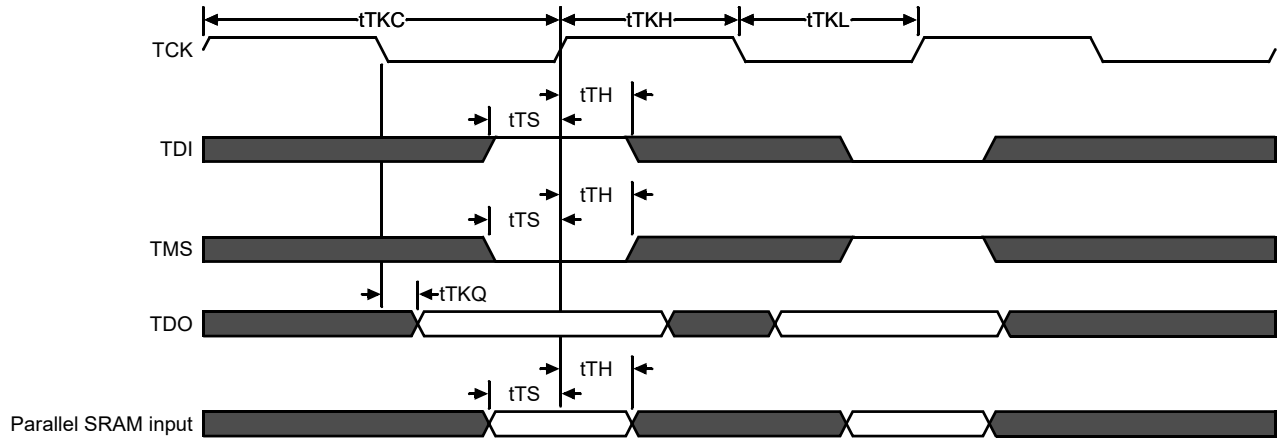 tTKC tTKH tTKL
TCK
tTH
tTS
TDI
tTH
tTS
TMS
tTKQ
TDO
tTH
tTS
Parallel SRAM input